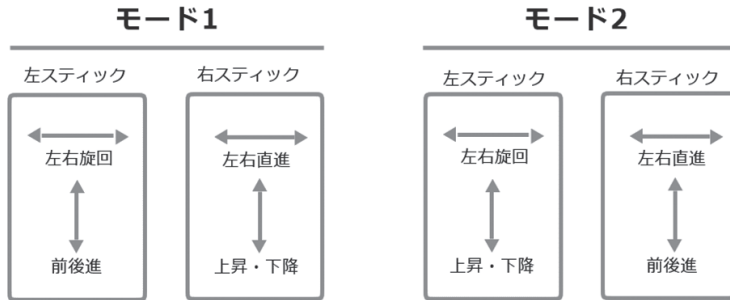 モード1
左スティック
右スティック
左右旋回
左右直進
前後進
上昇・下降
モード2
左スティック
右スティック
左右旋回
左右直進
上昇・下降
前後進